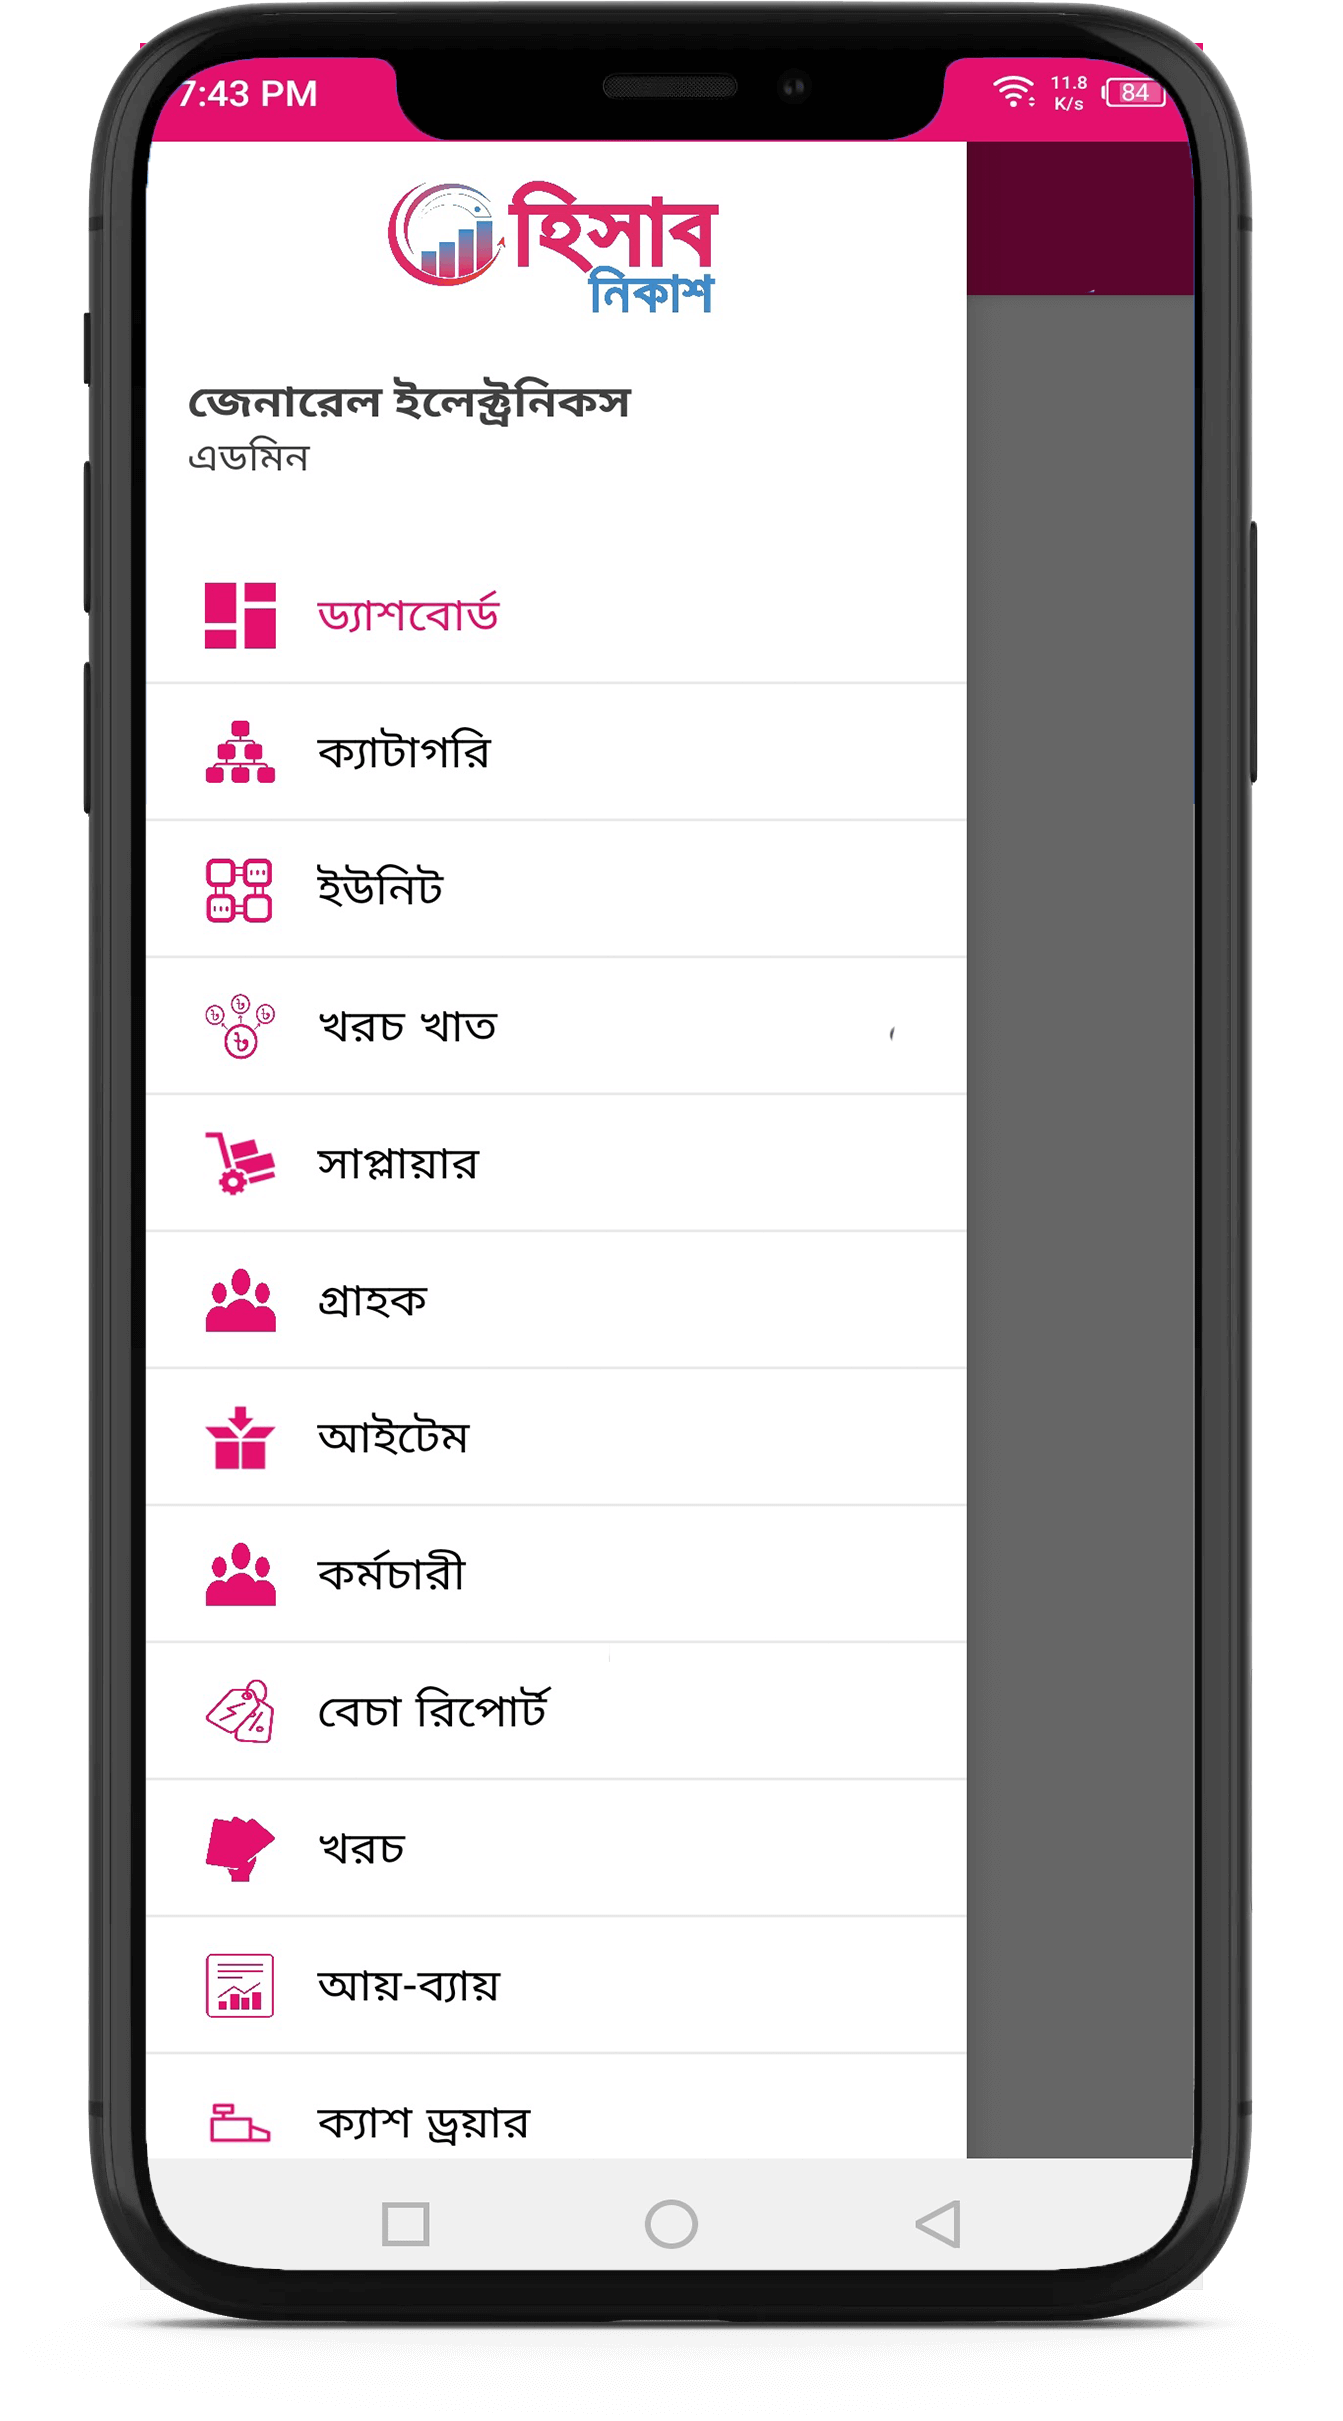 7:43 PM
11.8
K/s
84
হিসাব
নিকাশ
জেনারেল ইলেক্ট্রনিকস
এডমিন
ড্যাশবোর্ড
ক্যাটাগরি
ইউনিট
খরচ খাত
সাপ্লায়ার
গ্রাহক
আইটেম
কর্মচারী
বেচা রিপোর্ট
খরচ
আয়-ব্যায়
ক্যাশ ড্রয়ার